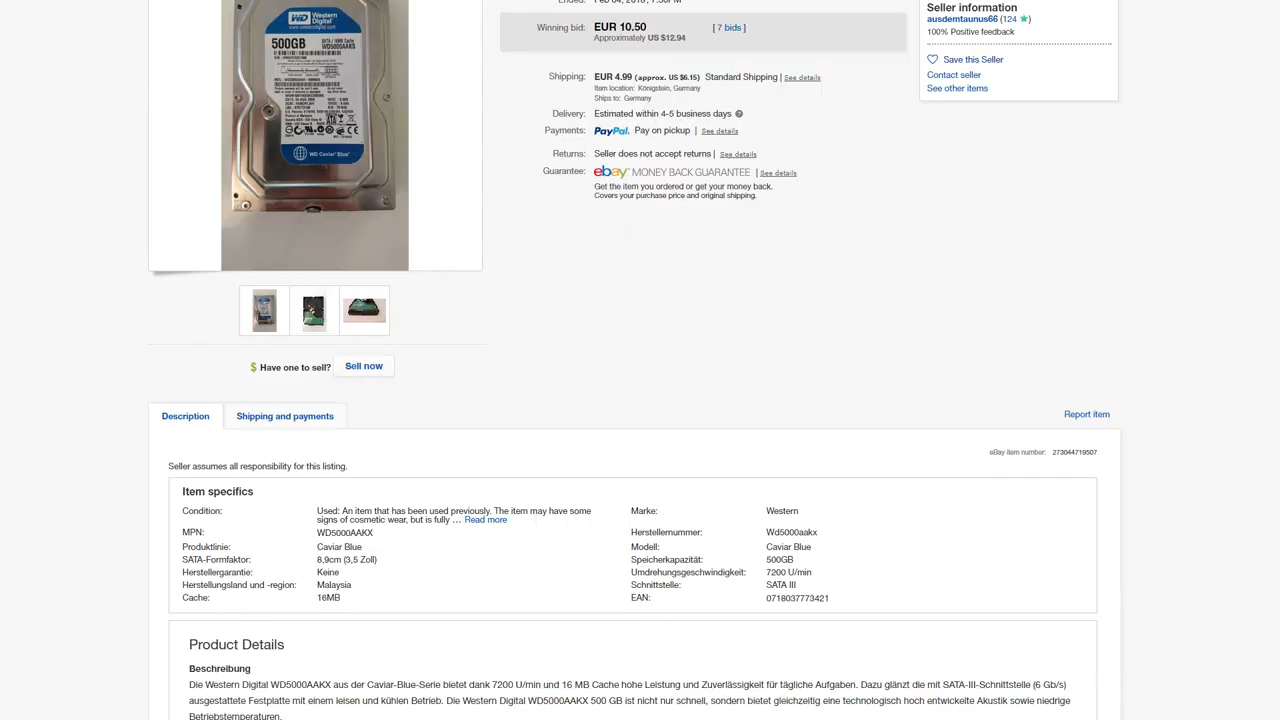 Winning bid: EUR 10.50 [ 7 bids ]
Approximately US $12.94
Shipping: EUR 4.99 (approx. US $6.15) Standard Shipping | See details
Item location: Königstein, Germany
Ships to: Germany
Delivery: Estimated within 4-5 business days
Payments: PayPal. Pay on pickup | See details
Returns: Seller does not accept returns | See details
Guarantee: ebay MONEY BACK GUARANTEE | See details
Get the item you ordered or get your money back.
Covers your purchase price and original shipping.
Seller information
ausdemtaunus66 (124 ★)
100% Positive feedback
Save this Seller
Contact seller
See other items
WD Western
Digital
500GB
WD5000AAKS
SATA
WD Caviar Blue
$ Have one to sell? Sell now
Description Shipping and payments Report item
eBay item number: 273044719507
Seller assumes all responsibility for this listing.
Item specifics
Condition: Used: An item that has been used previously. The item may have some
signs of cosmetic wear, but is fully … Read more
Marke: Western
MPN: WD5000AAKX Herstellernummer: Wd5000aakx
Produktlinie: Caviar Blue Modell: Caviar Blue
SATA-Formfaktor: 8,9cm (3,5 Zoll) Speicherkapazität: 500GB
Herstellergarantie: Keine Umdrehungsgeschwindigkeit: 7200 U/min
Herstellungsland und -region: Malaysia Schnittstelle: SATA III
Cache: 16MB EAN: 0718037773421
Product Details
Beschreibung
Die Western Digital WD5000AAKX aus der Caviar-Blue-Serie bietet dank 7200 U/min und 16 MB Cache hohe Leistung und Zuverlässigkeit für tägliche Aufgaben. Dazu glänzt die mit SATA-III-Schnittstelle (6 Gb/s)
ausgestattete Festplatte mit einem leisen und kühlen Betrieb. Die Western Digital WD5000AAKX 500 GB ist nicht nur schnell, sondern bietet gleichzeitig eine technologisch hoch entwickelte Akustik sowie niedrige
Betriebstemperaturen.